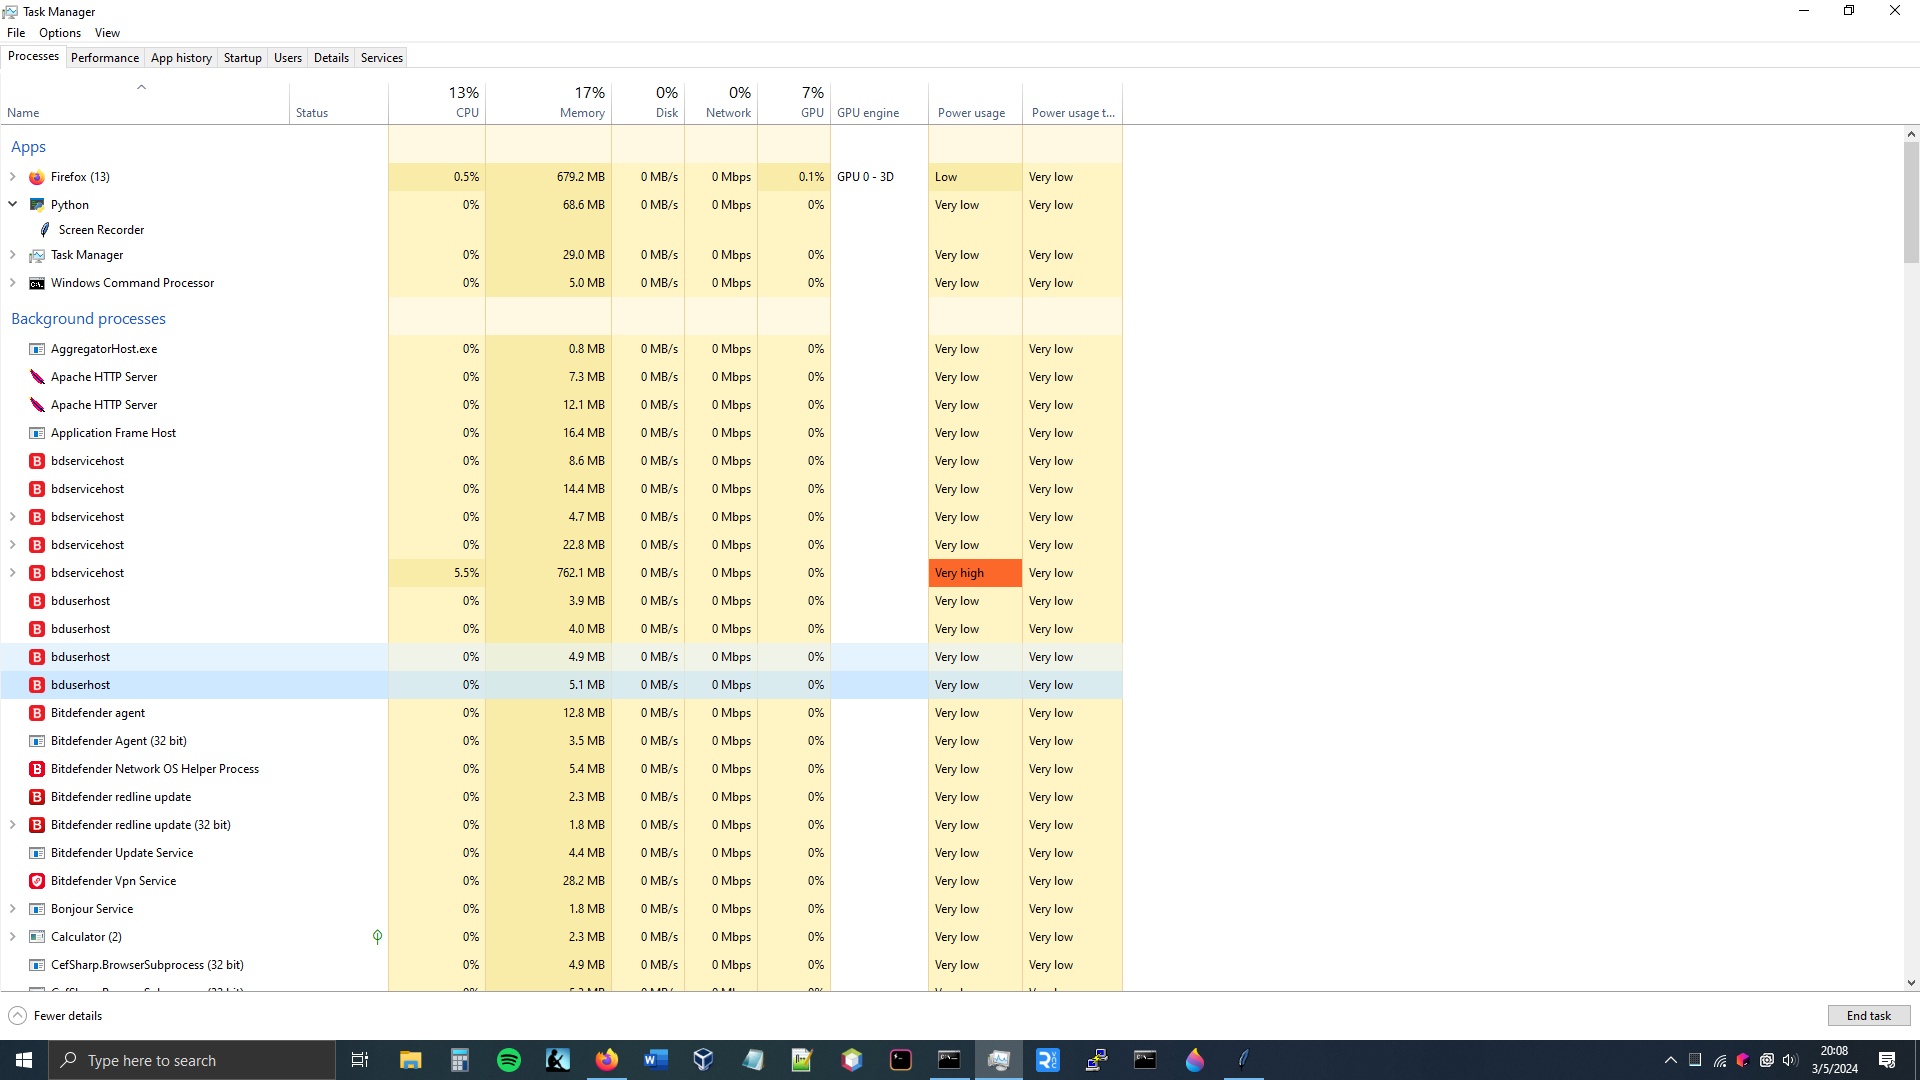 Task Manager
File Options View
Processes Performance App history Startup Users Details Services
13% 17% 0% 0% 7%
Name Status CPU Memory Disk Network GPU GPU engine Power usage Power usage t...
Apps
Firefox (13) 0.5% 679.2 MB 0 MB/s 0 Mbps 0.1% GPU 0 - 3D Low Very low
Python 0% 68.6 MB 0 MB/s 0 Mbps 0% Very low Very low
Screen Recorder
Task Manager 0% 29.0 MB 0 MB/s 0 Mbps 0% Very low Very low
Windows Command Processor 0% 5.0 MB 0 MB/s 0 Mbps 0% Very low Very low
Background processes
AggregatorHost.exe 0% 0.8 MB 0 MB/s 0 Mbps 0% Very low Very low
Apache HTTP Server 0% 7.3 MB 0 MB/s 0 Mbps 0% Very low Very low
Apache HTTP Server 0% 12.1 MB 0 MB/s 0 Mbps 0% Very low Very low
Application Frame Host 0% 16.4 MB 0 MB/s 0 Mbps 0% Very low Very low
bdservicehost 0% 8.6 MB 0 MB/s 0 Mbps 0% Very low Very low
bdservicehost 0% 14.4 MB 0 MB/s 0 Mbps 0% Very low Very low
bdservicehost 0% 4.7 MB 0 MB/s 0 Mbps 0% Very low Very low
bdservicehost 0% 22.8 MB 0 MB/s 0 Mbps 0% Very low Very low
bdservicehost 5.5% 762.1 MB 0 MB/s 0 Mbps 0% Very high Very low
bduserhost 0% 3.9 MB 0 MB/s 0 Mbps 0% Very low Very low
bduserhost 0% 4.0 MB 0 MB/s 0 Mbps 0% Very low Very low
bduserhost 0% 4.9 MB 0 MB/s 0 Mbps 0% Very low Very low
bduserhost 0% 5.1 MB 0 MB/s 0 Mbps 0% Very low Very low
Bitdefender agent 0% 12.8 MB 0 MB/s 0 Mbps 0% Very low Very low
Bitdefender Agent (32 bit) 0% 3.5 MB 0 MB/s 0 Mbps 0% Very low Very low
Bitdefender Network OS Helper Process 0% 5.4 MB 0 MB/s 0 Mbps 0% Very low Very low
Bitdefender redline update 0% 2.3 MB 0 MB/s 0 Mbps 0% Very low Very low
Bitdefender redline update (32 bit) 0% 1.8 MB 0 MB/s 0 Mbps 0% Very low Very low
Bitdefender Update Service 0% 4.4 MB 0 MB/s 0 Mbps 0% Very low Very low
Bitdefender Vpn Service 0% 28.2 MB 0 MB/s 0 Mbps 0% Very low Very low
Bonjour Service 0% 1.8 MB 0 MB/s 0 Mbps 0% Very low Very low
Calculator (2) 0% 2.3 MB 0 MB/s 0 Mbps 0% Very low Very low
CefSharp.BrowserSubprocess (32 bit) 0% 4.9 MB 0 MB/s 0 Mbps 0% Very low Very low
Fewer details End task
Type here to search
20:08
3/5/2024